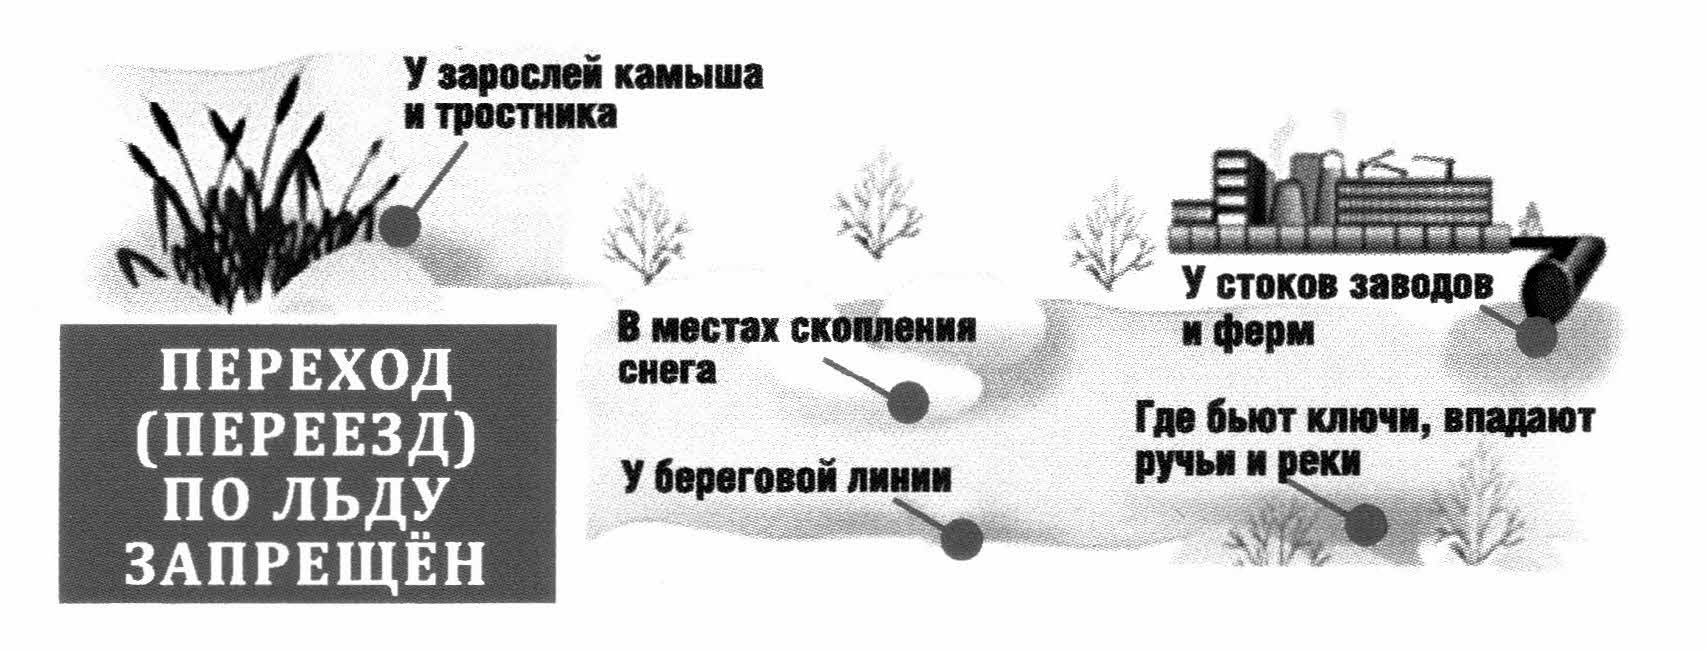 У зарослей камыша
и тростника
ПЕРЕХОД
(ПЕРЕЕЗД)
ПО ЛЬДУ
ЗАПРЕЩЁН
В местах скопления
снега
У береговой линии
У стоков заводов
и ферм
Где бьют ключи, впадают
ручьи и реки